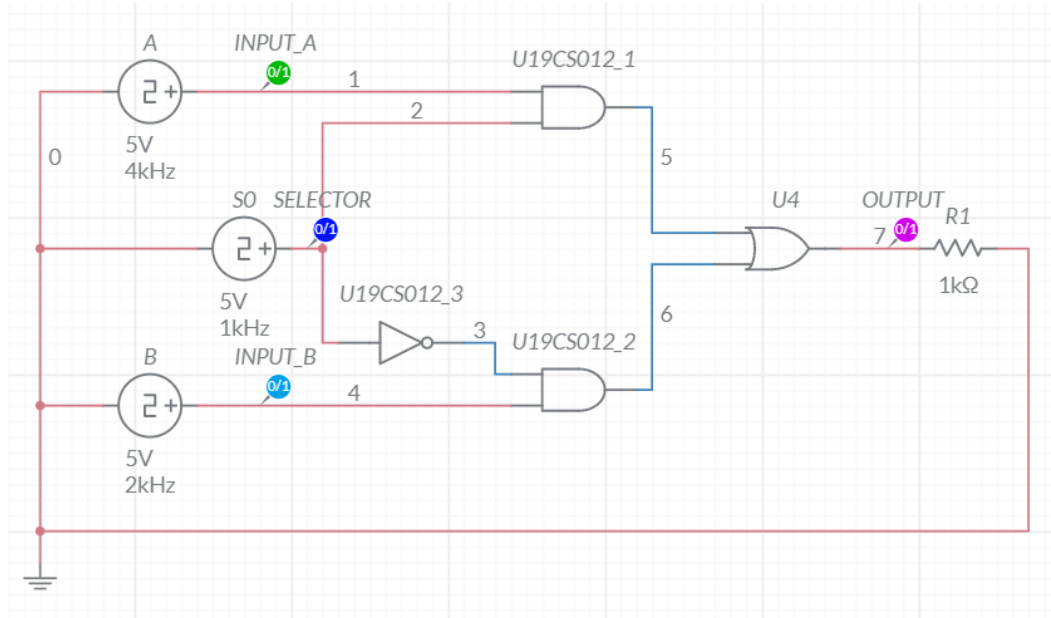 A
INPUT_A
0/1
1
U19CS012_1
2
5V
4kHz
0
5
S0
SELECTOR
0/1
U4
OUTPUT
0/1
7
R1
1kΩ
5V
1kHz
U19CS012_3
3
U19CS012_2
6
B
INPUT_B
0/1
4
5V
2kHz